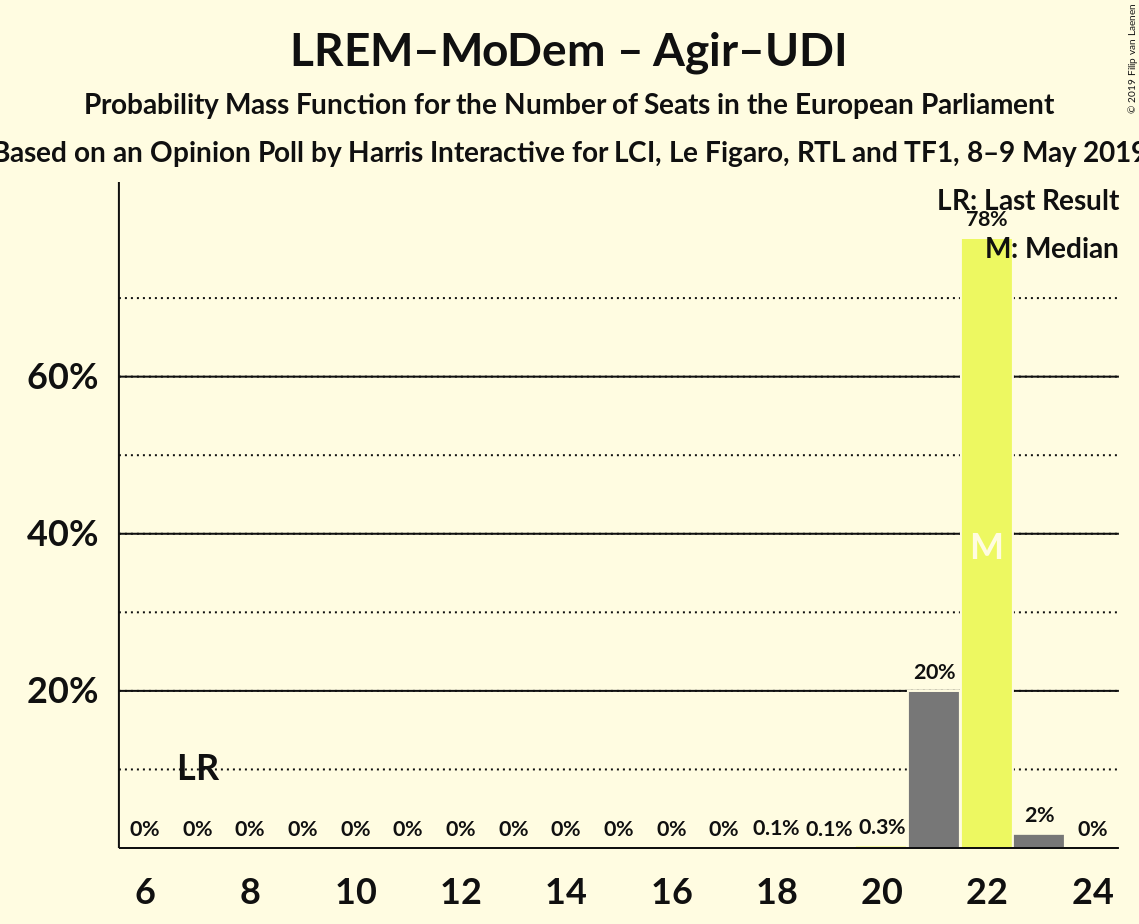 LREM–MoDem – Agir–UDI
Probability Mass Function for the Number of Seats in the European Parliament
Based on an Opinion Poll by Harris Interactive for LCI, Le Figaro, RTL and TF1, 8–9 May 2019
© 2019 Filip van Laenen
LR: Last Result
78%
M: Median
60%
40%
M
20%
20%
LR
0% 0% 0% 0% 0% 0% 0% 0% 0% 0% 0% 0% 0.1% 0.1% 0.3% 2% 0%
6 8 10 12 14 16 18 20 22 24